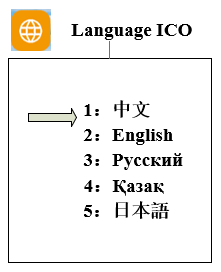 Language ICO
1：中文
2：English
3：Русский
4：Қазақ
5：日本語